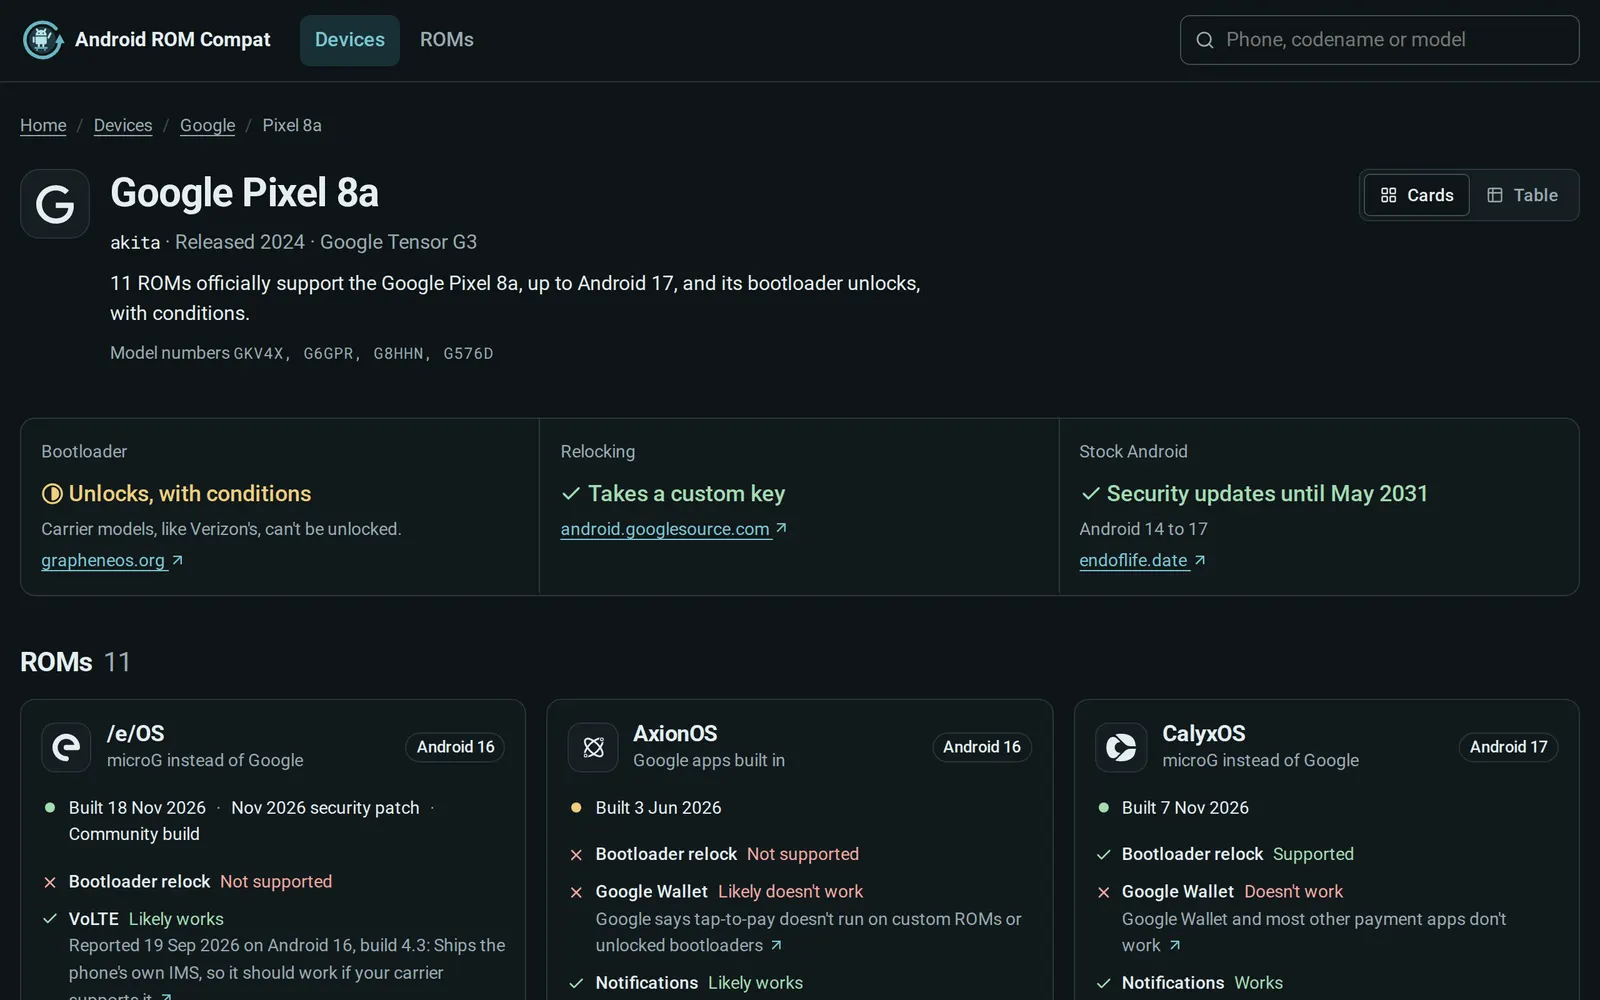 Android ROM Compat
Devices
ROMs
Phone, codename or model
Home / Devices / Google / Pixel 8a
Google Pixel 8a
Cards
Table
akita · Released 2024 · Google Tensor G3
11 ROMs officially support the Google Pixel 8a, up to Android 17, and its bootloader unlocks,
with conditions.
Model numbers GKV4X, G6GPR, G8HHN, G576D
Bootloader
Unlocks, with conditions
Carrier models, like Verizon's, can't be unlocked.
grapheneos.org
Relocking
Takes a custom key
android.googlesource.com
Stock Android
Security updates until May 2031
Android 14 to 17
endoflife.date
ROMs 11
/e/OS
microG instead of Google
Android 16
Built 18 Nov 2026 · Nov 2026 security patch ·
Community build
Bootloader relock Not supported
VoLTE Likely works
Reported 19 Sep 2026 on Android 16, build 4.3: Ships the
phone's own IMS, so it should work if your carrier
supports it
AxionOS
Google apps built in
Android 16
Built 3 Jun 2026
Bootloader relock Not supported
Google Wallet Likely doesn't work
Google says tap-to-pay doesn't run on custom ROMs or
unlocked bootloaders
Notifications Likely works
CalyxOS
microG instead of Google
Android 17
Built 7 Nov 2026
Bootloader relock Supported
Google Wallet Doesn't work
Google Wallet and most other payment apps don't
work
Notifications Works